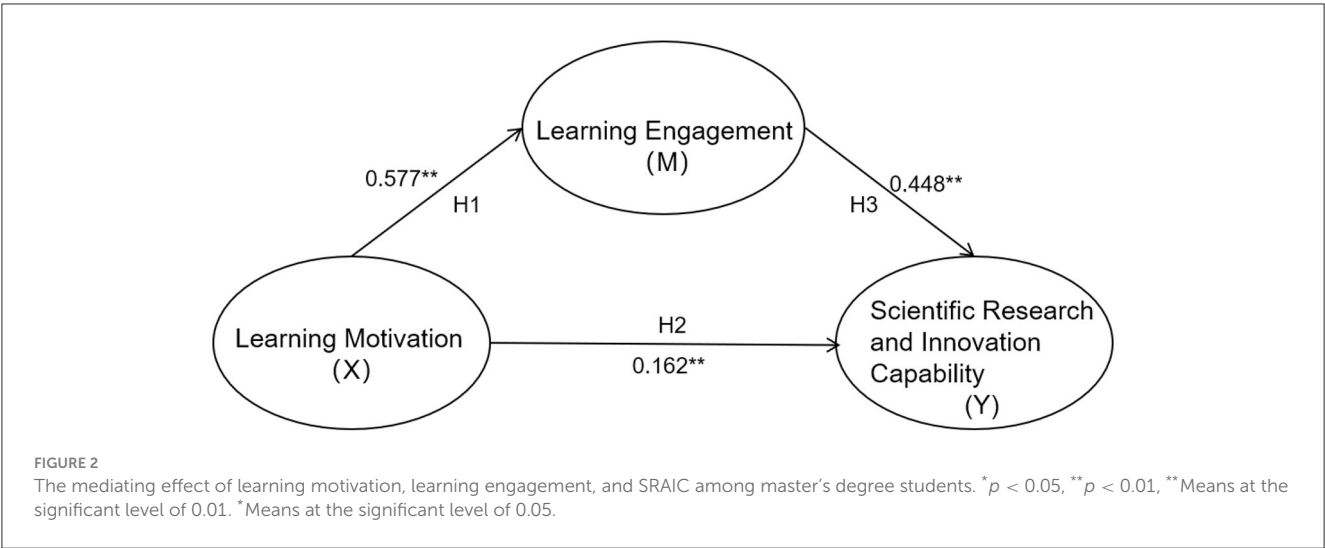 Learning Engagement
(M)
0.577**
H1
0.448**
H3
Learning Motivation
(X)
H2
0.162**
Scientific Research
and Innovation
Capability
(Y)
FIGURE 2
The mediating effect of learning motivation, learning engagement, and SRAIC among master's degree students. *p < 0.05, **p < 0.01, **Means at the
significant level of 0.01. *Means at the significant level of 0.05.